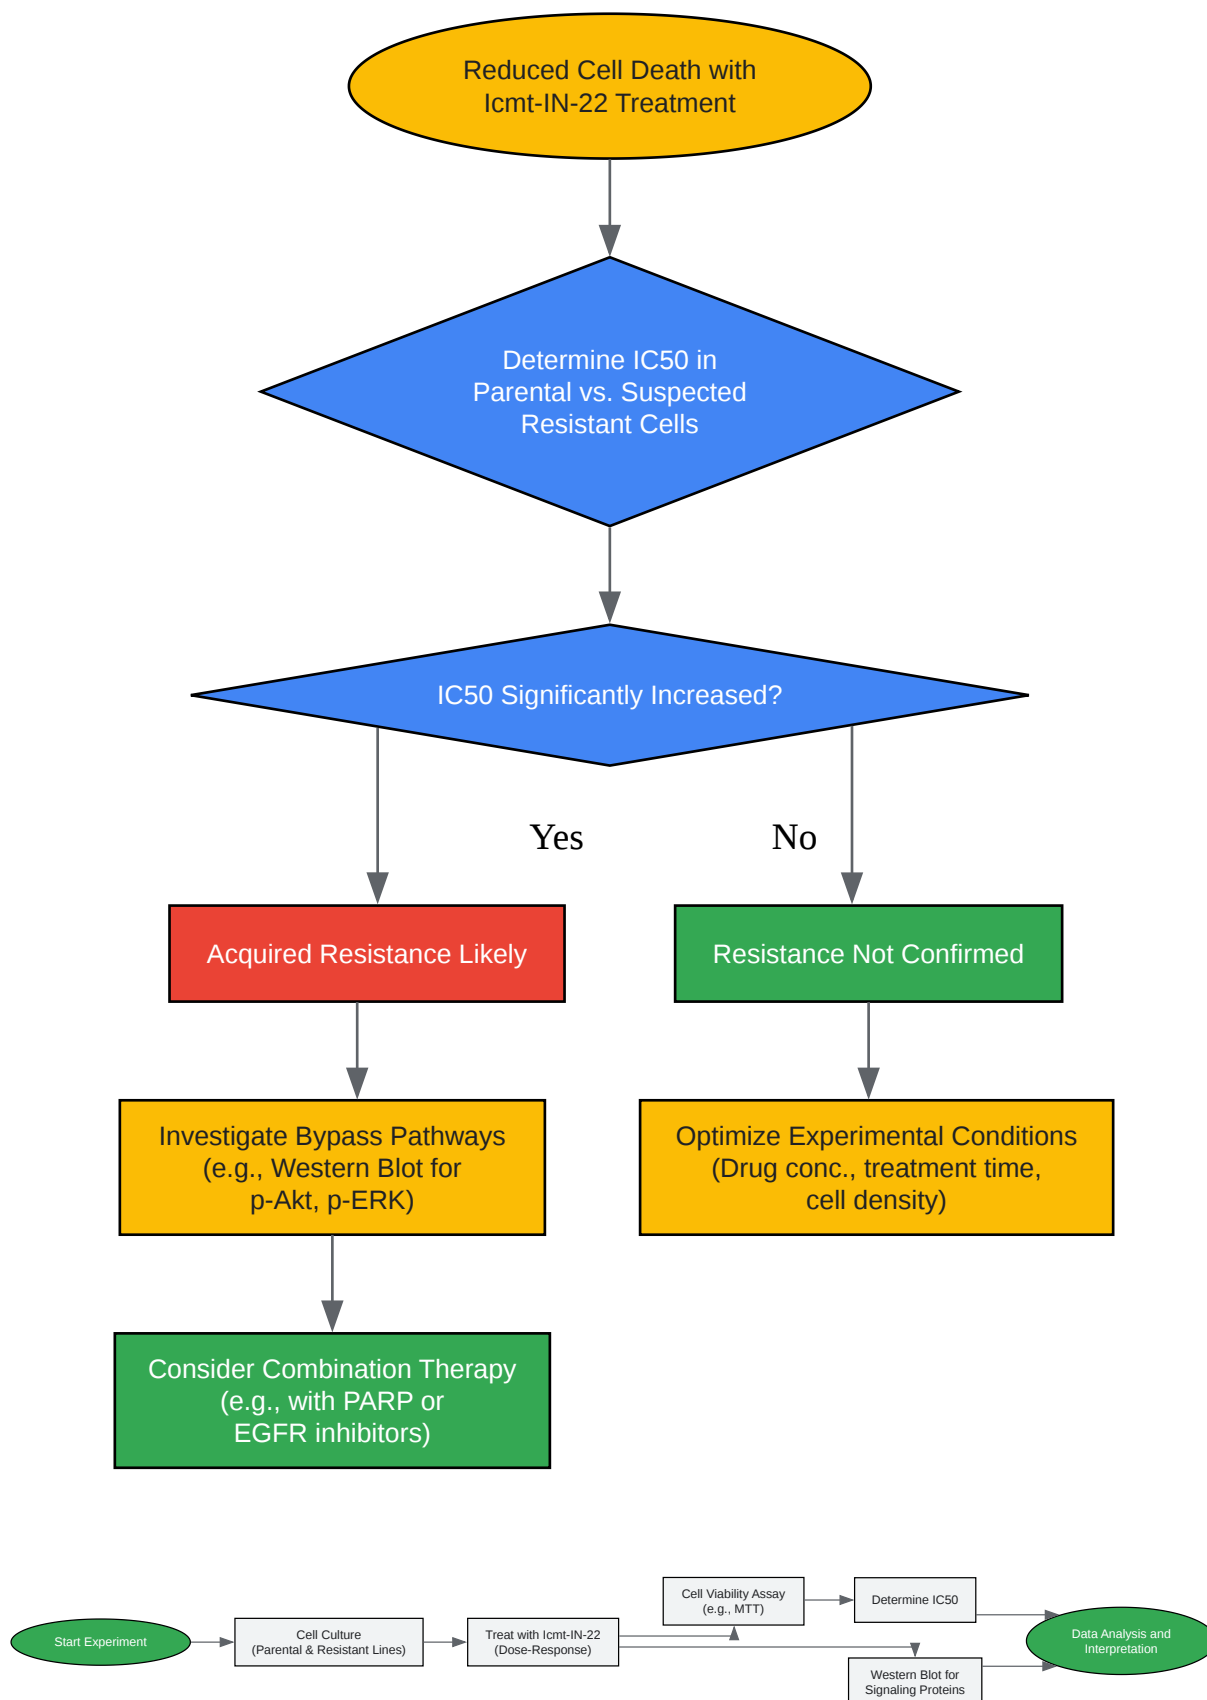 Reduced Cell Death with
Icmt-IN-22 Treatment
Determine IC50 in
Parental vs. Suspected
Resistant Cells
IC50 Significantly Increased?
Yes
No
Acquired Resistance Likely
Resistance Not Confirmed
Investigate Bypass Pathways
(e.g., Western Blot for
p-Akt, p-ERK)
Optimize Experimental Conditions
(Drug conc., treatment time,
cell density)
Consider Combination Therapy
(e.g., with PARP or
EGFR inhibitors)
Start Experiment
Cell Culture
(Parental & Resistant Lines)
Treat with Icmt-IN-22
(Dose-Response)
Cell Viability Assay
(e.g., MTT)
Determine IC50
Western Blot for
Signaling Proteins
Data Analysis and
Interpretation